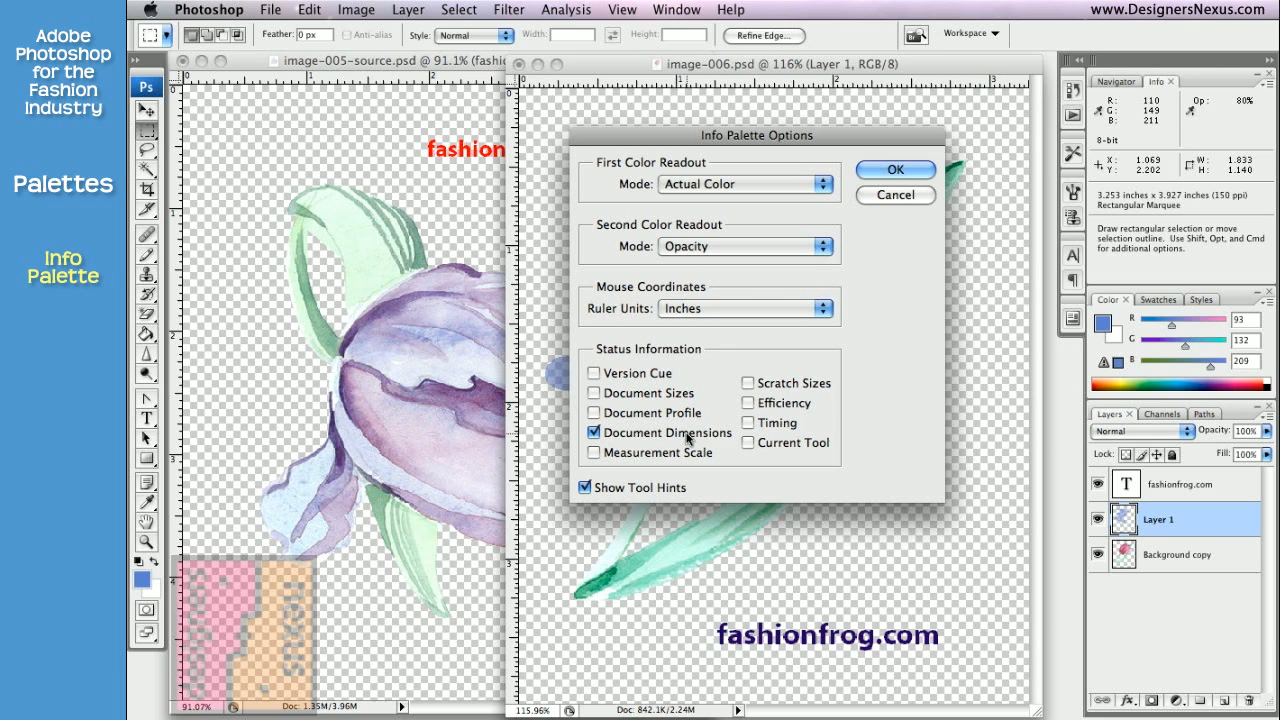 Adobe
Photoshop
for the
Fashion
Industry
Palettes
Info
Palette
Photoshop File Edit Image Layer Select Filter Analysis View Window Help
www.DesignersNexus.com
Feather: 0 px Anti-alias Style: Normal Width: Height: Refine Edge... Workspace
image-005-source.psd @ 91.1% (fashi
image-006.psd @ 116% (Layer 1, RGB/8)
Ps
fashion
Info Palette Options
First Color Readout
Mode: Actual Color
OK
Cancel
Second Color Readout
Mode: Opacity
Mouse Coordinates
Ruler Units: Inches
Status Information
Version Cue
Document Sizes
Document Profile
Document Dimensions
Measurement Scale
Scratch Sizes
Efficiency
Timing
Current Tool
Show Tool Hints
fashionfrog.com
nexus
91.07% Doc: 1.35M/3.96M
115.96% Doc: 842.1K/2.24M
Navigator Info x
R: 110
G: 149
B: 211
Op: 80%
8-bit
X: 1.069
Y: 2.202
W: 1.833
H: 1.140
3.253 inches x 3.927 inches (150 ppi)
Rectangular Marquee
Draw rectangular selection or move
selection outline. Use Shift, Opt, and Cmd
for additional options.
Color x Swatches Styles
R 93
G 132
B 209
Layers x Channels Paths
Normal Opacity: 100%
Lock: Fill: 100%
T fashionfrog.com
Layer 1
Background copy